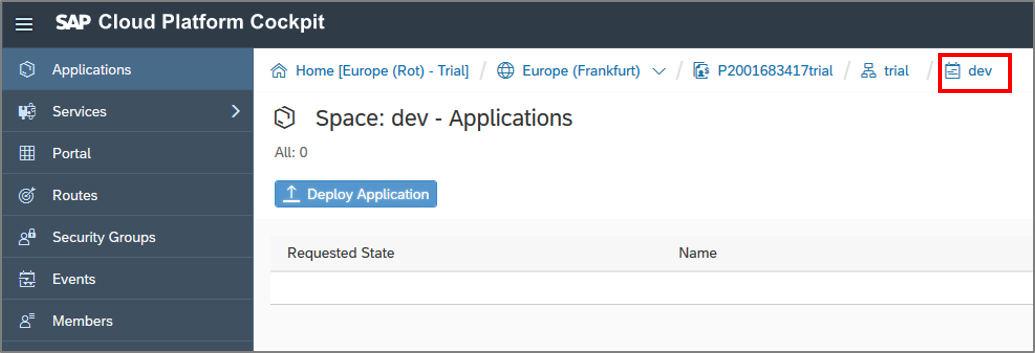 SAP Cloud Platform Cockpit
Applications
Services
Portal
Routes
Security Groups
Events
Members
Home [Europe (Rot) - Trial] / Europe (Frankfurt) / P2001683417trial / trial / dev
Space: dev - Applications
All: 0
Deploy Application
Requested State Name